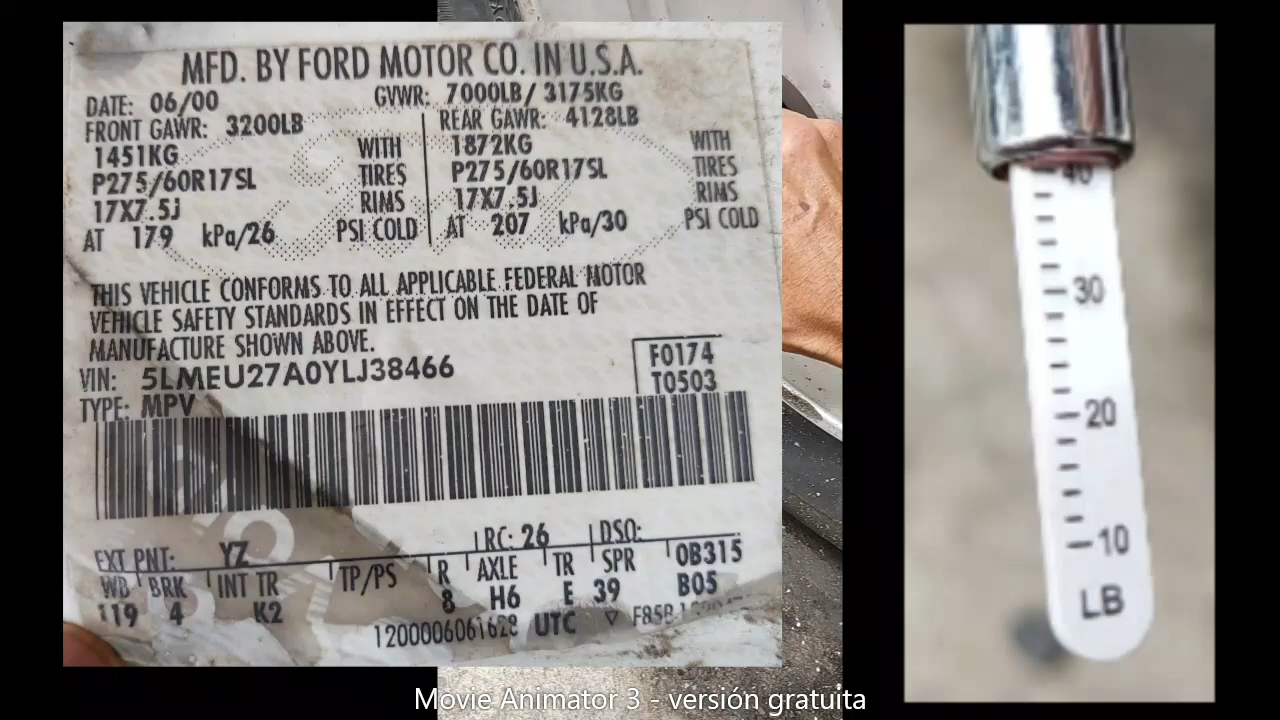 MFD. BY FORD MOTOR CO. IN U.S.A.
DATE: 06/00 GVWR: 7000LB/ 3175KG
FRONT GAWR: 3200LB REAR GAWR: 4128LB
1451KG WITH 1872KG WITH
P275/60R17SL TIRES P275/60R17SL TIRES
17X7.5J RIMS 17X7.5J RIMS
AT 179 kPa/26 PSI COLD AT 207 kPa/30 PSI COLD
THIS VEHICLE CONFORMS TO ALL APPLICABLE FEDERAL MOTOR
VEHICLE SAFETY STANDARDS IN EFFECT ON THE DATE OF
MANUFACTURE SHOWN ABOVE.
VIN: 5LMEU27A0YLJ38466
F0174
T0503
TYPE: MPV
EXT PNT: YZ RC: 26 DSO:
WB BRK INT TR TP/PS R AXLE TR SPR 0B315
119 4 K2 8 H6 E 39 B05
1200006061628 UTC ▽ F85B
40
30
20
10
LB
Movie Animator 3 - versión gratuita